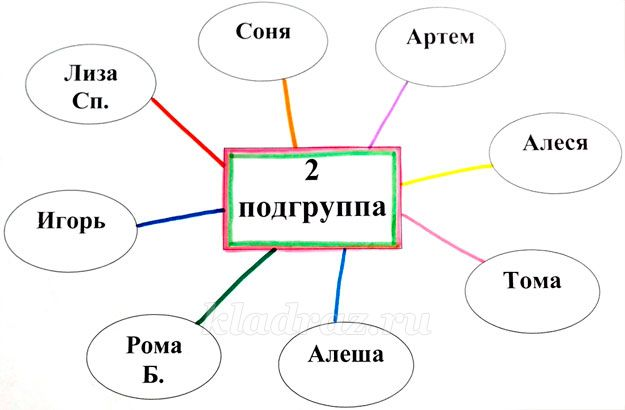 Соня
Артем
Лиза
Сп.
Алеся
2
подгруппа
Игорь
Тома
kladraz.ru
Рома
Б.
Алеша